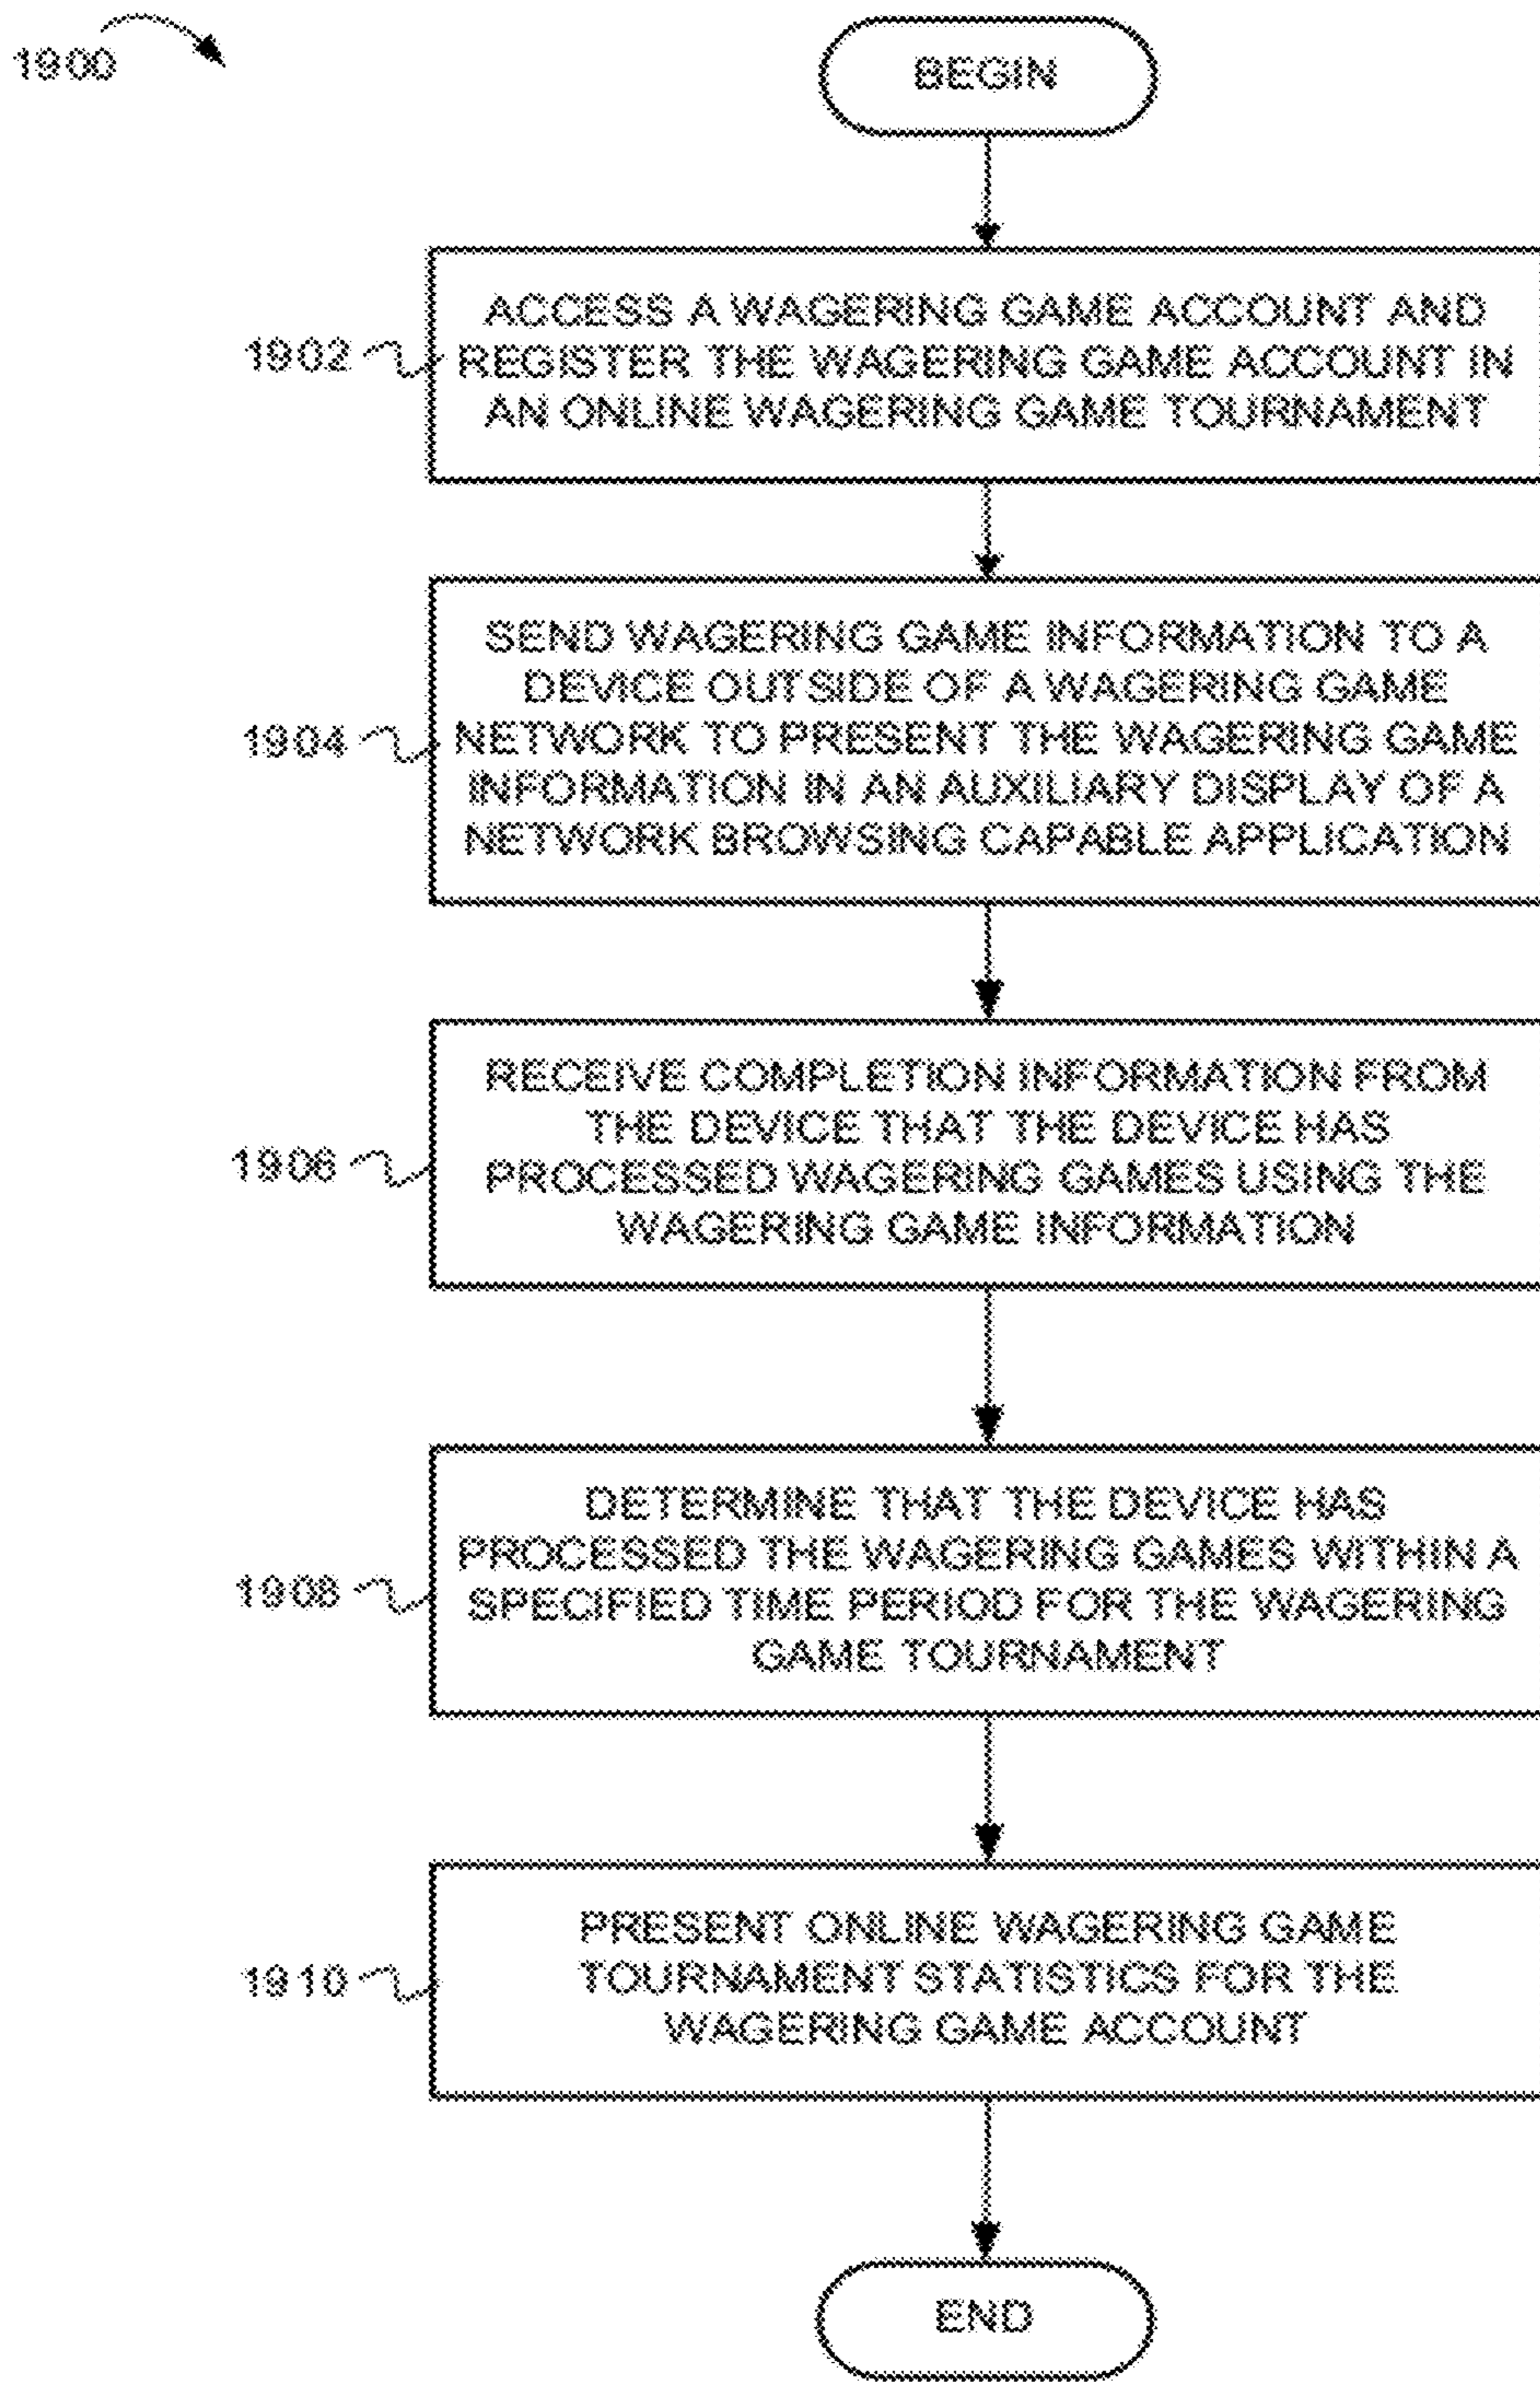 1900
BEGIN
1902
ACCESS A WAGERING GAME ACCOUNT AND
REGISTER THE WAGERING GAME ACCOUNT IN
AN ONLINE WAGERING GAME TOURNAMENT
1904
SEND WAGERING GAME INFORMATION TO A
DEVICE OUTSIDE OF A WAGERING GAME
NETWORK TO PRESENT THE WAGERING GAME
INFORMATION IN AN AUXILIARY DISPLAY OF A
NETWORK BROWSING CAPABLE APPLICATION
1906
RECEIVE COMPLETION INFORMATION FROM
THE DEVICE THAT THE DEVICE HAS
PROCESSED WAGERING GAMES USING THE
WAGERING GAME INFORMATION
1908
DETERMINE THAT THE DEVICE HAS
PROCESSED THE WAGERING GAMES WITHIN A
SPECIFIED TIME PERIOD FOR THE WAGERING
GAME TOURNAMENT
1910
PRESENT ONLINE WAGERING GAME
TOURNAMENT STATISTICS FOR THE
WAGERING GAME ACCOUNT
END